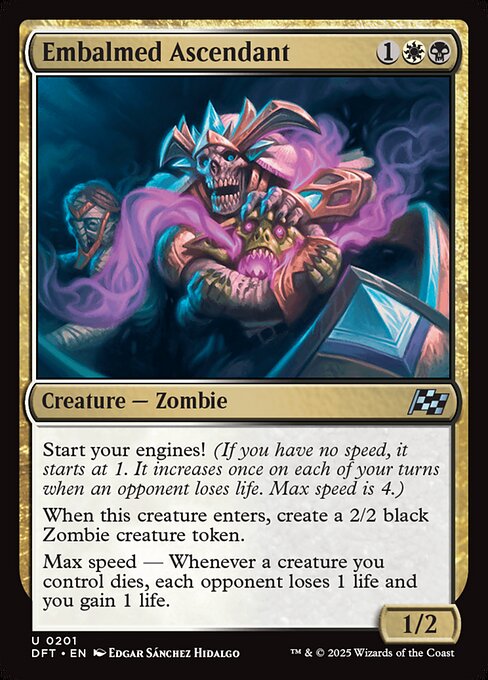 Embalmed Ascendant 1
Creature — Zombie
Start your engines! (If you have no speed, it
starts at 1. It increases once on each of your turns
when an opponent loses life. Max speed is 4.)
When this creature enters, create a 2/2 black
Zombie creature token.
Max speed — Whenever a creature you
control dies, each opponent loses 1 life and
you gain 1 life.
1/2
U 0201
DFT • EN Edgar Sánchez Hidalgo
™ & © 2025 Wizards of the Coast